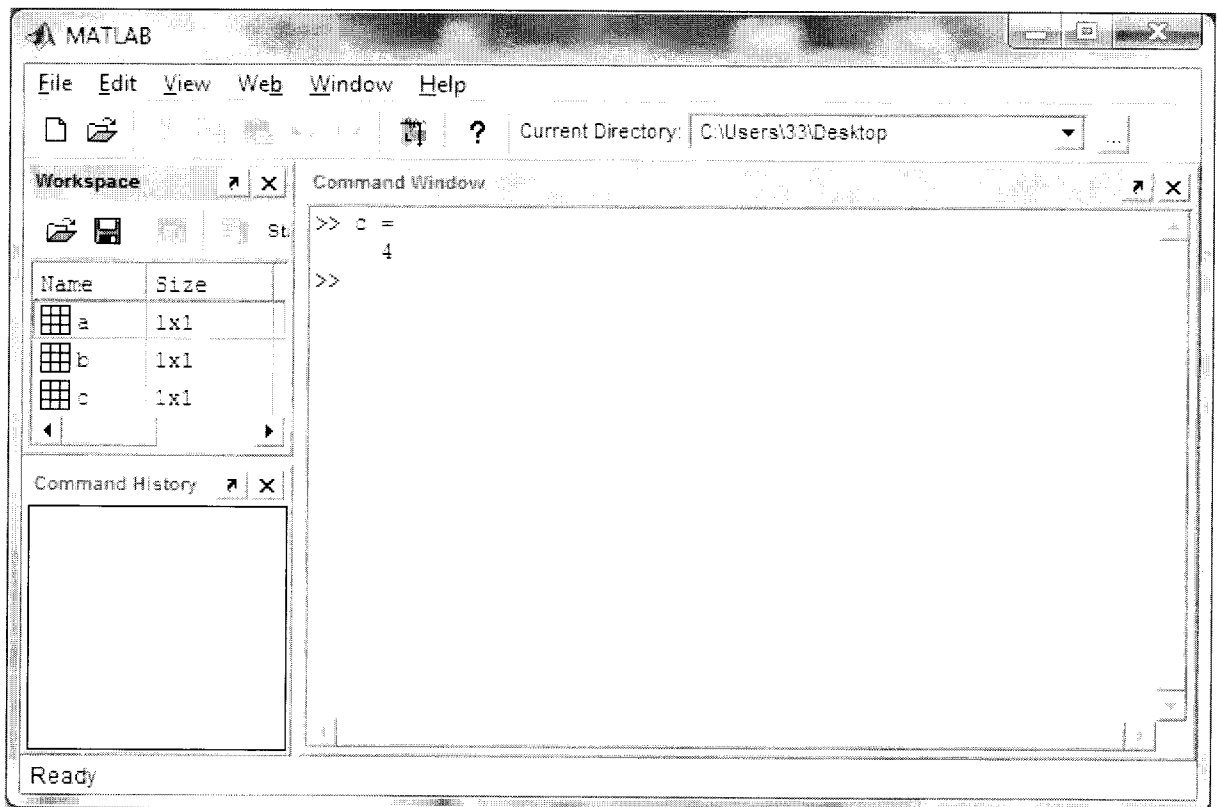 MATLAB
File Edit View Web Window Help
? Current Directory: C:\Users\33\Desktop ...
Workspace
Name Size
a 1x1
b 1x1
c 1x1
Command History
Command Window
>> c =
4
>>
Ready